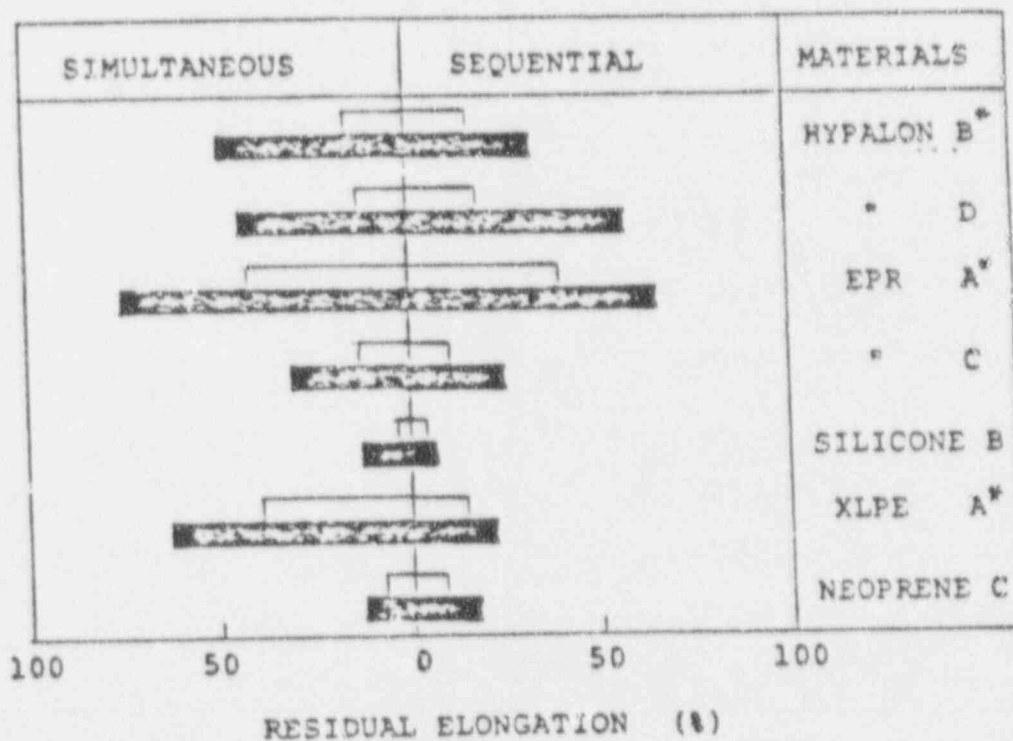 SIMULTANEOUS SEQUENTIAL MATERIALS
HYPALON B*
" D
EPR A*
" C
SILICONE B
XLPE A*
NEOPRENE C
100 50 0 50 100
RESIDUAL ELONGATION (%)